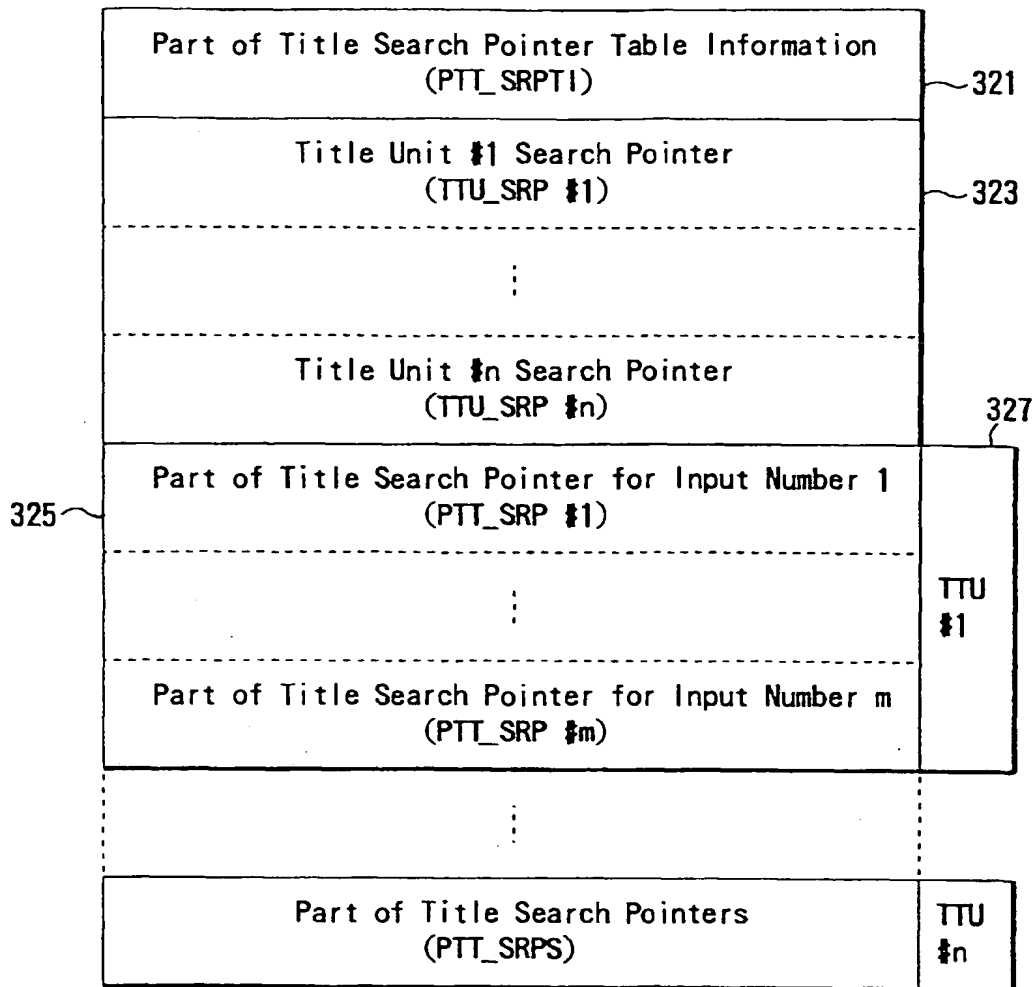 Part of Title Search Pointer Table Information
(PTT_SRPTI)
321
Title Unit #1 Search Pointer
(TTU_SRP #1)
323
Title Unit #n Search Pointer
(TTU_SRP #n)
327
Part of Title Search Pointer for Input Number 1
(PTT_SRP #1)
325
TTU
#1
Part of Title Search Pointer for Input Number m
(PTT_SRP #m)
Part of Title Search Pointers
(PTT_SRPS)
TTU
#n